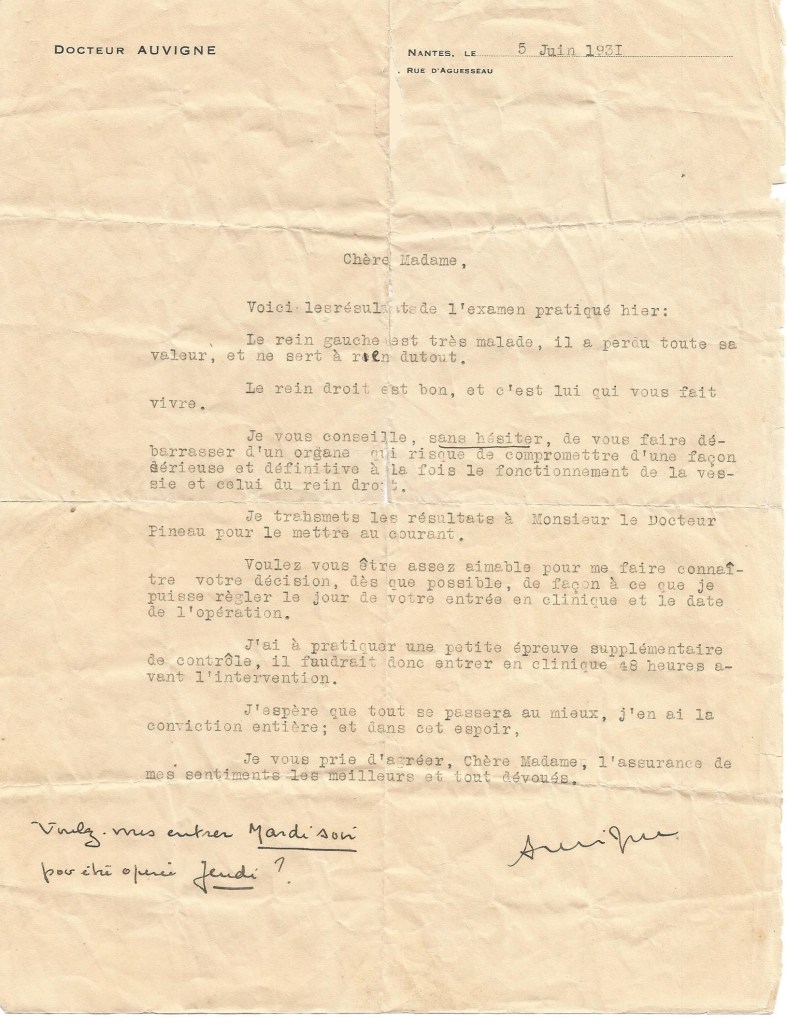 DOCTEUR AUVIGNE
NANTES, LE 5 Juin 1931
. RUE D'AGUESSEAU
Chère Madame,
Voici lesrésultats de l'examen pratiqué hier:
Le rein gauche est très malade, il a perdu toute sa
valeur, et ne sert à rien dutout.
Le rein droit est bon, et c'est lui qui vous fait
vivre.
Je vous conseille, sans hésiter, de vous faire dé-
barrasser d'un organe qui risque de compromettre d'une façon
sérieuse et définitive à la fois le fonctionnement de la ves-
sie et celui du rein droit.
Je transmets les résultats à Monsieur le Docteur
Pineau pour le mettre au courant.
Voulez vous être assez aimable pour me faire connaî-
tre votre décision, dès que possible, de façon à ce que je
puisse règler le jour de votre entrée en clinique et le date
de l'opération.
J'ai à pratiquer une petite épreuve supplémentaire
de contrôle, il faudrait donc entrer en clinique 48 heures a-
vant l'intervention.
J'espère que tout se passera au mieux, j'en ai la
conviction entière; et dans cet espoir,
Je vous prie d'agréer, Chère Madame, l'assurance de
mes sentiments les meilleurs et tout dévoués.
Voulez-vous entrer Mardi soir
pour être opérée Jeudi ?
Auvigne